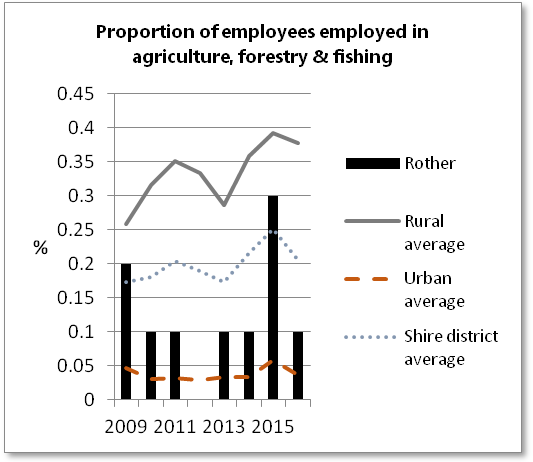 Proportion of employees employed in
agriculture, forestry & fishing
0.45
0.4
0.35
0.3
0.25
0.2
0.15
0.1
0.05
0
%
2009 2011 2013 2015
Rother
Rural
average
Urban
average
Shire district
average